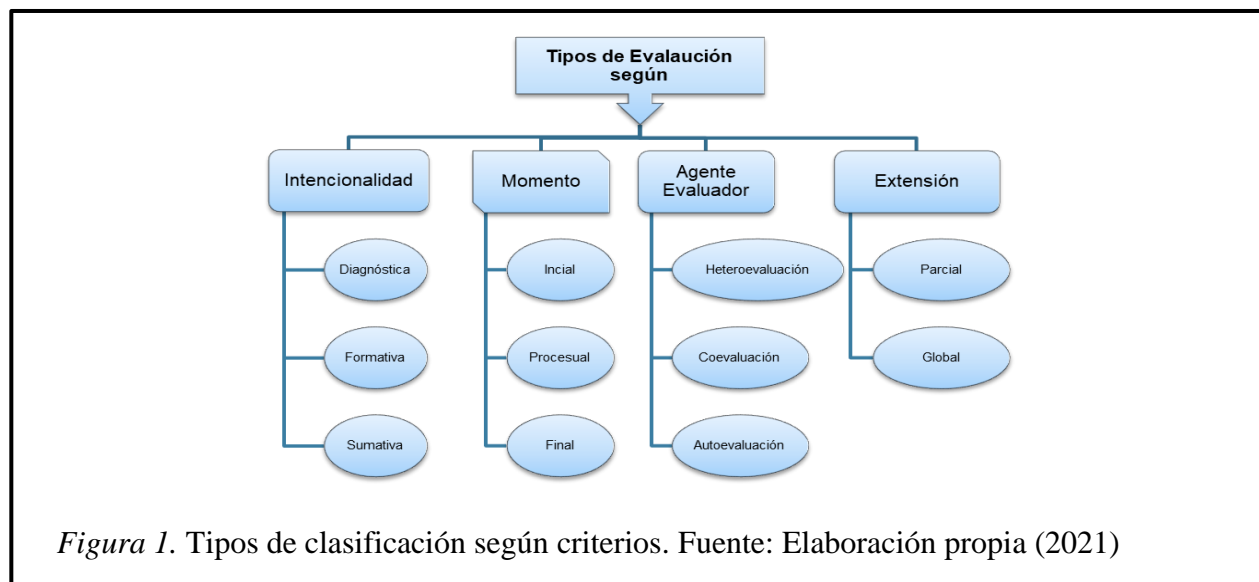 Tipos de Evalaución
según
Intencionalidad
Momento
Agente
Evaluador
Extensión
Diagnóstica
Incial
Heteroevaluación
Parcial
Formativa
Procesual
Coevaluación
Global
Sumativa
Final
Autoevaluación
Figura 1. Tipos de clasificación según criterios. Fuente: Elaboración propia (2021)